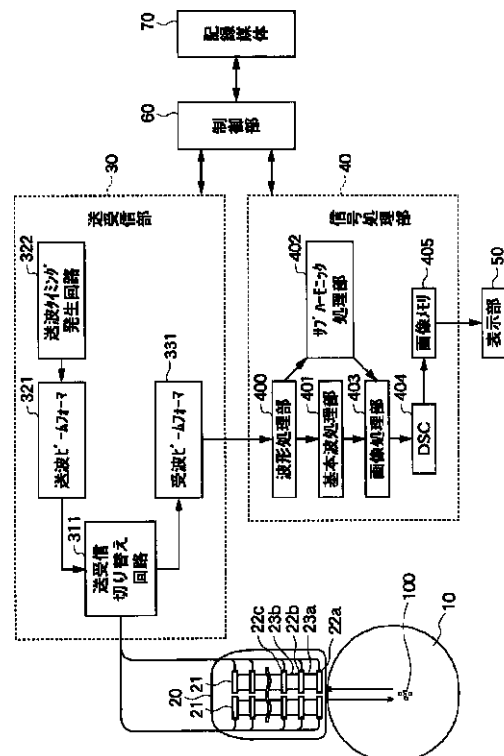 70
記録媒体
60
制御部
30
送受信部
322
送波タイミング
発生回路
321
送波ビームフォーマ
331
受波ビームフォーマ
311
送受信
切り替え
回路
40
信号処理部
402
サブハーモニック
処理部
400
波形処理部
401
基本波処理部
403
画像処理部
404
DSC
405
画像メモリ
50
表示部
20
21
21
22c
23b
22b
23a
22a
10
100